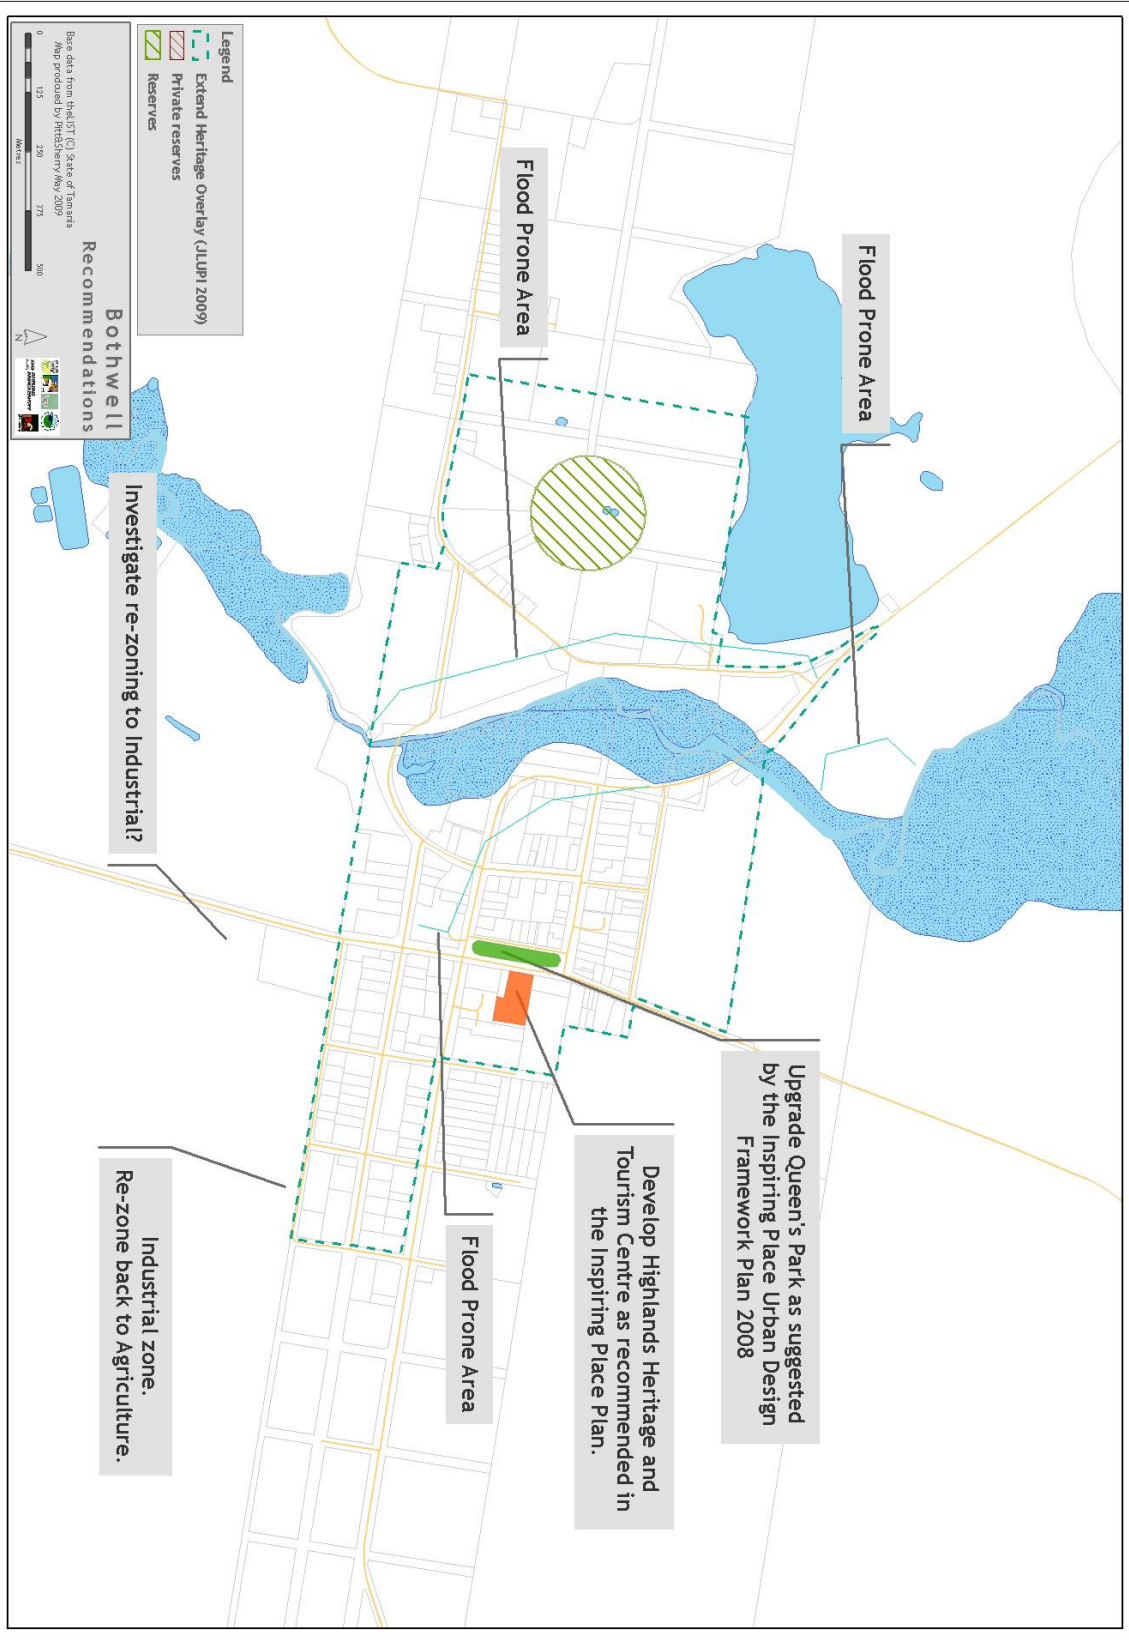 Flood Prone Area
Flood Prone Area
Upgrade Queen's Park as suggested
by the Inspiring Place Urban Design
Framework Plan 2008
Develop Highlands Heritage and
Tourism Centre as recommended in
the Inspiring Place Plan.
Flood Prone Area
Investigate re-zoning to Industrial?
Industrial zone.
Re-zone back to Agriculture.
Legend
Extend Heritage Overlay (JLUPI 2009)
Private reserves
Reserves
Bothwell
Recommendations
Base data from theLIST (C) State of Tamania
Map produced by Pitt&Sherry May 2009
0 125 250 375 500
Metres
N